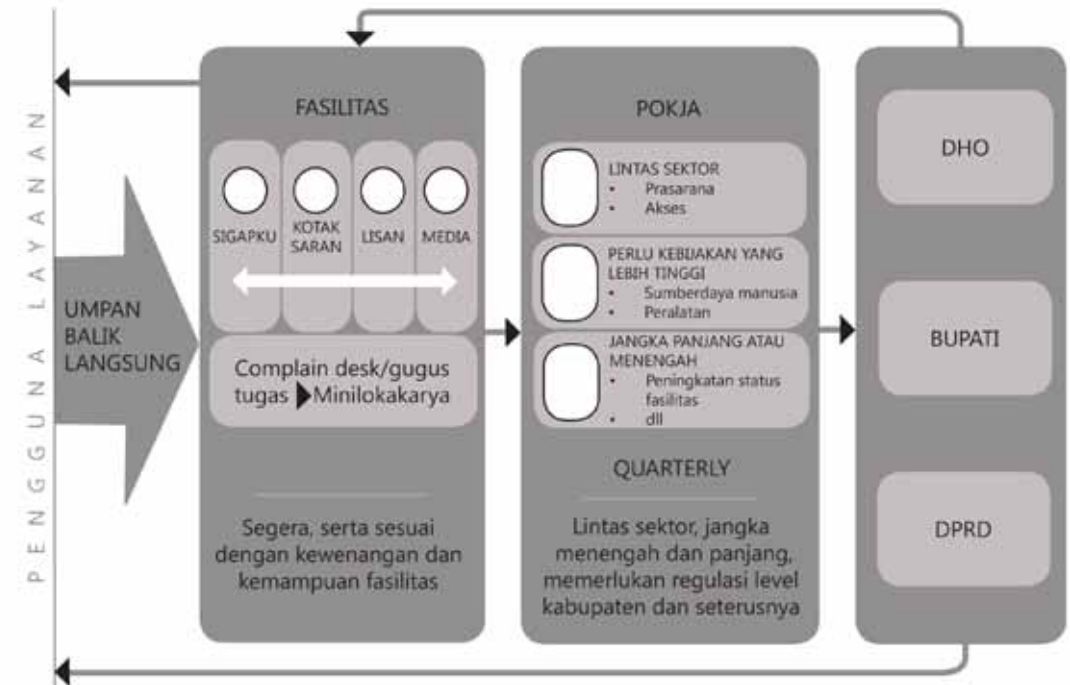 PENGGUNA LAYANAN
UMPAN
BALIK
LANGSUNG
FASILITAS
SIGAPKU
KOTAK
SARAN
LISAN
MEDIA
Complain desk/gugus
tugas ▶Minilokakarya
Segera, serta sesuai
dengan kewenangan dan
kemampuan fasilitas
POKJA
LINTAS SEKTOR
• Prasarana
• Akses
PERLU KEBIJAKAN YANG
LEBIH TINGGI
• Sumberdaya manusia
• Peralatan
JANGKA PANJANG ATAU
MENENGAH
• Peningkatan status
fasilitas
• dll
QUARTERLY
Lintas sektor, jangka
menengah dan panjang,
memerlukan regulasi level
kabupaten dan seterusnya
DHO
BUPATI
DPRD